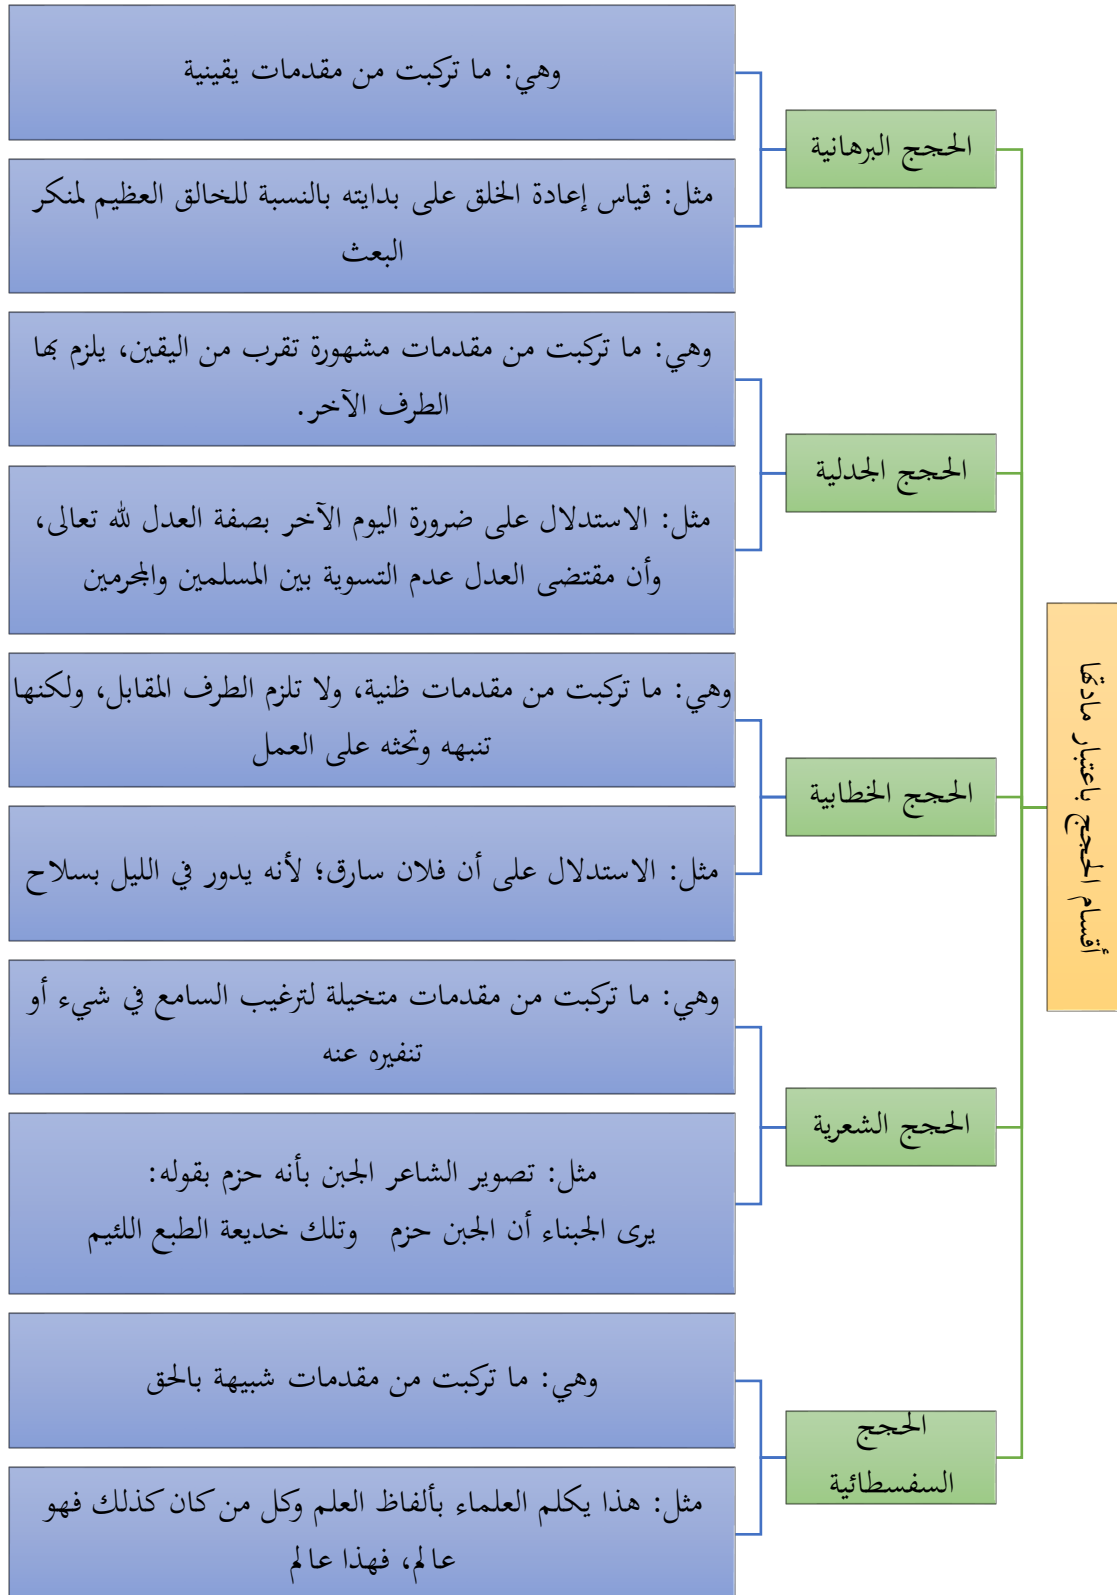 أقسام الحجج باعتبار مادتها
الحجج البرهانية
وهي: ما تركبت من مقدمات يقينية
مثل: قياس إعادة الخلق على بدايته بالنسبة للخالق العظيم لمنكر
البعث
الحجج الجدلية
وهي: ما تركبت من مقدمات مشهورة تقرب من اليقين، يلزم بها
الطرف الآخر.
مثل: الاستدلال على ضرورة اليوم الآخر بصفة العدل لله تعالى،
وأن مقتضى العدل عدم التسوية بين المسلمين والمجرمين
الحجج الخطابية
وهي: ما تركبت من مقدمات ظنية، ولا تلزم الطرف المقابل، ولكنها
تنبهه وتحثه على العمل
مثل: الاستدلال على أن فلان سارق؛ لأنه يدور في الليل بسلاح
الحجج الشعرية
وهي: ما تركبت من مقدمات متخيلة لترغيب السامع في شيء أو
تنفيره عنه
مثل: تصوير الشاعر الجبن بأنه حزم بقوله:
يرى الجبناء أن الجبن حزم وتلك خديعة الطبع اللئيم
الحجج
السفسطائية
وهي: ما تركبت من مقدمات شبيهة بالحق
مثل: هذا يكلم العلماء بألفاظ العلم وكل من كان كذلك فهو
عالم، فهذا عالم